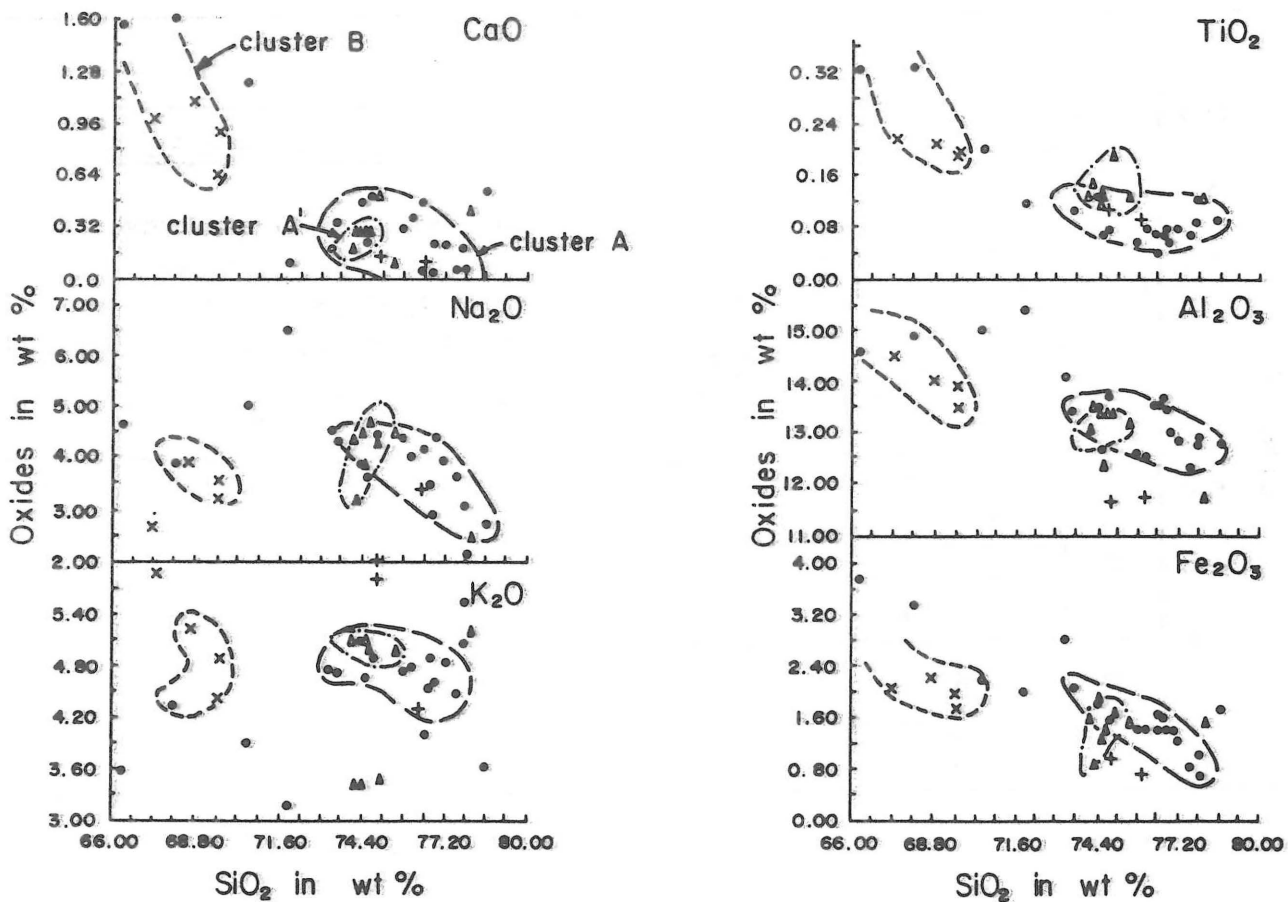 1.60
1.28
0.96
0.64
0.32
0.0
CaO
cluster B
cluster A'
cluster A
7.00
6.00
5.00
4.00
3.00
2.00
Na₂O
5.40
4.80
4.20
3.60
3.00
K₂O
66.00 68.80 71.60 74.40 77.20 80.00
SiO₂ in wt %
Oxides in wt %
0.32
0.24
0.16
0.08
0.00
TiO₂
15.00
14.00
13.00
12.00
11.00
Al₂O₃
4.00
3.20
2.40
1.60
0.80
0.00
Fe₂O₃
66.00 68.80 71.60 74.40 77.20 80.00
SiO₂ in wt %
Oxides in wt %